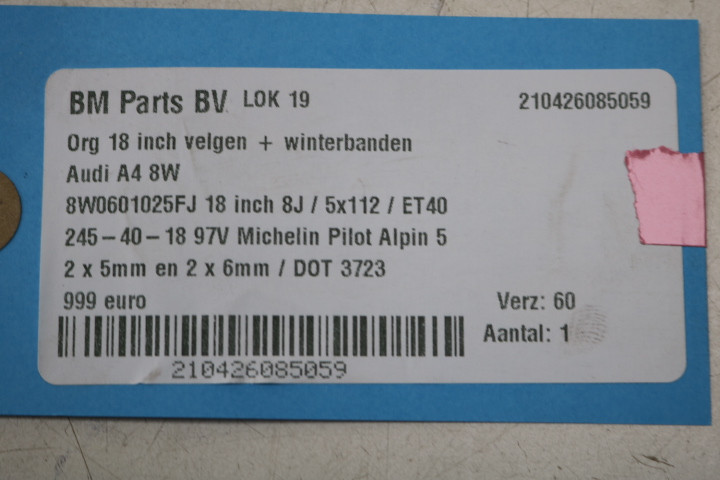 BM Parts BV LOK 19 210426085059
Org 18 inch velgen + winterbanden
Audi A4 8W
8W0601025FJ 18 inch 8J / 5x112 / ET40
245-40-18 97V Michelin Pilot Alpin 5
2 x 5mm en 2 x 6mm / DOT 3723
999 euro Verz: 60
Aantal: 1
210426085059